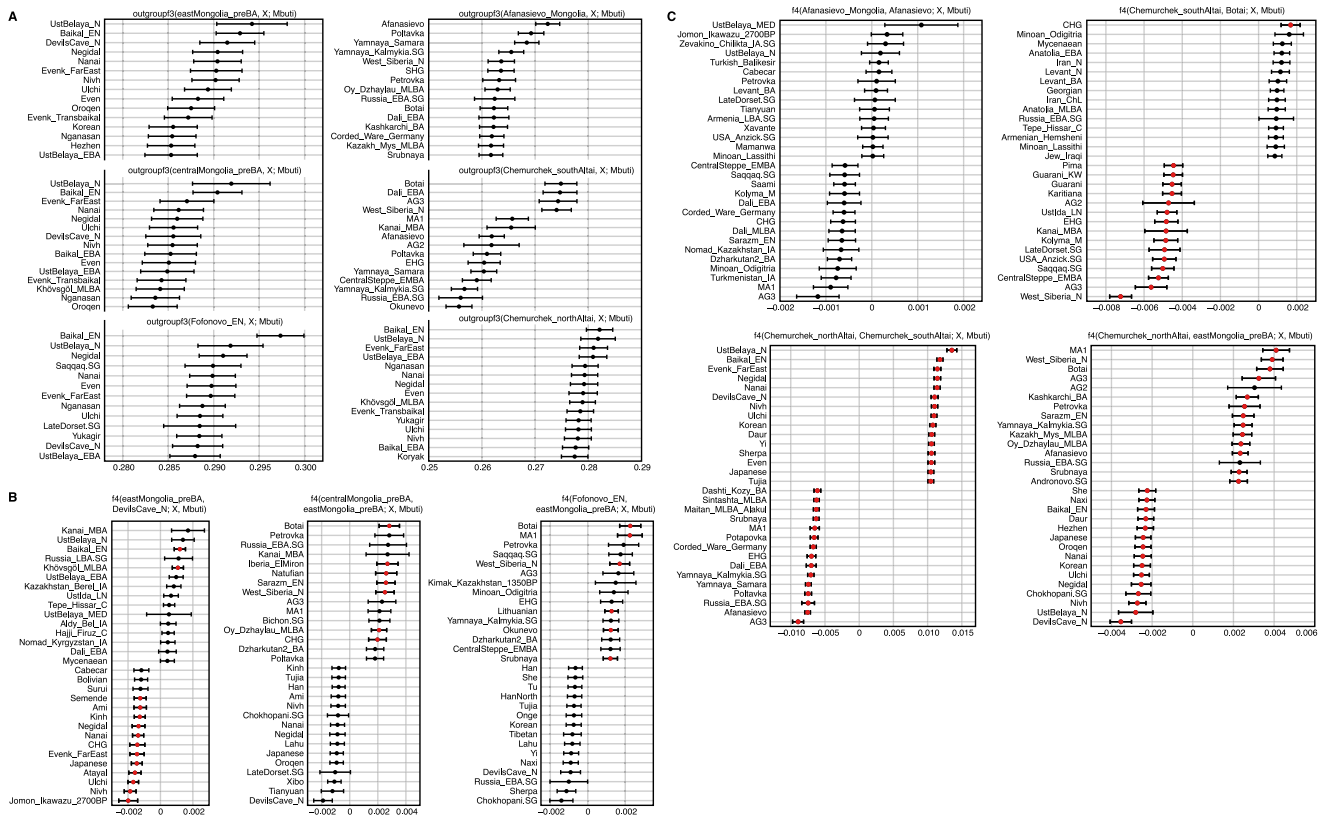 A
outgroupf3(eastMongolia_preBA, X; Mbuti)
UstBelaya_N
Baikal_EN
DevilsCave_N
Negidal
Nanai
Evenk_FarEast
Nivh
Ulchi
Even
Oroqen
Evenk_Transbaikal
Korean
Nganasan
Hezhen
UstBelaya_EBA
outgroupf3(centralMongolia_preBA, X; Mbuti)
UstBelaya_N
Baikal_EN
Evenk_FarEast
Nanai
Negidal
Ulchi
DevilsCave_N
Nivh
Baikal_EBA
Even
UstBelaya_EBA
Evenk_Transbaikal
Khövsgöl_MLBA
Nganasan
Oroqen
outgroupf3(Fofonovo_EN, X; Mbuti)
Baikal_EN
UstBelaya_N
Negidal
Saqqaq.SG
Nanai
Even
Evenk_FarEast
Nganasan
Ulchi
LateDorset.SG
Yukagir
DevilsCave_N
UstBelaya_EBA
0.280 0.285 0.290 0.295 0.302
outgroupf3(Afanasievo_Mongolia, X; Mbuti)
Afanasievo
Poltavka
Yamnaya_Samara
Yamnaya_Kalmykia.SG
West_Siberia_N
SHG
Petrovka
Oy_Dzhaylau_MLBA
Russia_EBA.SG
Botai
Dali_EBA
Kashkarchi_BA
Corded_Ware_Germany
Kazakh_Mys_MLBA
Srubnaya
outgroupf3(Chemurchek_southAltai, X; Mbuti)
Botai
Dali_EBA
AG3
West_Siberia_N
MA1
Kanai_MBA
Afanasievo
AG2
Poltavka
EHG
Yamnaya_Samara
CentralSteppe_EMBA
Yamnaya_Kalmykia.SG
Russia_EBA.SG
Okunevo
outgroupf3(Chemurchek_northAltai, X; Mbuti)
Baikal_EN
UstBelaya_N
Evenk_FarEast
UstBelaya_EBA
Nganasan
Nanai
Negidal
Even
Khövsgöl_MLBA
Evenk_Transbaikal
Yukagir
Ulchi
Nivh
Baikal_EBA
Koryak
0.25 0.26 0.27 0.28 0.29
B
f4(eastMongolia_preBA,
DevilsCave_N; X, Mbuti)
Kanai_MBA
UstBelaya_N
Baikal_EN
Russia_LBA.SG
Khövsgöl_MLBA
UstBelaya_EBA
Kazakhstan_Berel_IA
UstIda_LN
Tepe_Hissar_C
UstBelaya_MED
Aldy_Bel_IA
Hajji_Firuz_C
Nomad_Kyrgyzstan_IA
Dali_EBA
Mycenaean
Cabecar
Bolivian
Surui
Semende
Ami
Kinh
Negidal
Nanai
CHG
Evenk_FarEast
Japanese
Atayal
Ulchi
Nivh
Jomon_Ikawazu_2700BP
-0.002 0 0.002
f4(centralMongolia_preBA,
eastMongolia_preBA; X, Mbuti)
Botai
Petrovka
Russia_EBA.SG
Kanai_MBA
Iberia_ElMiron
Natufian
Sarazm_EN
West_Siberia_N
AG3
MA1
Bichon.SG
Oy_Dzhaylau_MLBA
CHG
Dzharkutan2_BA
Poltavka
Kinh
Tujia
Han
Ami
Nivh
Chokhopani.SG
Nanai
Negidal
Lahu
Japanese
Oroqen
LateDorset.SG
Xibo
Tianyuan
DevilsCave_N
-0.002 0 0.002 0.004
f4(Fofonovo_EN,
eastMongolia_preBA; X, Mbuti)
Botai
MA1
Petrovka
Saqqaq.SG
West_Siberia_N
AG3
Kimak_Kazakhstan_1350BP
Minoan_Odigitria
EHG
Lithuanian
Yamnaya_Kalmykia.SG
Okunevo
Dzharkutan2_BA
CentralSteppe_EMBA
Srubnaya
Han
She
Tu
HanNorth
Tujia
Onge
Korean
Tibetan
Lahu
Yi
Naxi
DevilsCave_N
Russia_EBA.SG
Sherpa
Chokhopani.SG
-0.002 0 0.002
C
f4(Afanasievo_Mongolia, Afanasievo; X, Mbuti)
UstBelaya_MED
Jomon_Ikawazu_2700BP
Zevakino_Chilikta_IA.SG
UstBelaya_N
Turkish_Balikesir
Cabecar
Petrovka
Levant_BA
LateDorset.SG
Tianyuan
Armenia_LBA.SG
Xavante
USA_Anzick.SG
Mamanwa
Minoan_Lassithi
CentralSteppe_EMBA
Saqqaq.SG
Saami
Kolyma_M
Dali_EBA
Corded_Ware_Germany
CHG
Dali_MLBA
Sarazm_EN
Nomad_Kazakhstan_IA
Dzharkutan2_BA
Minoan_Odigitria
Turkmenistan_IA
MA1
AG3
-0.002 0 0.002 0.002
f4(Chemurchek_southAltai, Botai; X, Mbuti)
CHG
Minoan_Odigitria
Mycenaean
Anatolia_EBA
Iran_N
Levant_N
Levant_BA
Georgian
Iran_ChL
Anatolia_MLBA
Russia_EBA.SG
Tepe_Hissar_C
Armenian_Hemsheni
Minoan_Lassithi
Jew_Iraqi
Pima
Guarani_KW
Guarani
Karitiana
AG2
UstIda_LN
EHG
Kanai_MBA
Kolyma_M
LateDorset.SG
USA_Anzick.SG
Saqqaq.SG
CentralSteppe_EMBA
AG3
West_Siberia_N
-0.008 -0.006 -0.004 -0.002 0 0.002
f4(Chemurchek_northAltai, Chemurchek_southAltai; X, Mbuti)
UstBelaya_N
Baikal_EN
Evenk_FarEast
Negidal
Nanai
DevilsCave_N
Nivh
Ulchi
Korean
Daur
Yi
Sherpa
Even
Japanese
Tujia
Dashti_Kozy_BA
Sintashta_MLBA
Maitan_MLBA_Alakul
Srubnaya
MA1
Potapovka
Corded_Ware_Germany
EHG
Dali_EBA
Yamnaya_Kalmykia.SG
Yamnaya_Samara
Poltavka
Russia_EBA.SG
Afanasievo
AG3
-0.010 -0.005 0 0.005 0.010 0.015
f4(Chemurchek_northAltai, eastMongolia_preBA; X, Mbuti)
MA1
West_Siberia_N
Botai
AG3
AG2
Kashkarchi_BA
Petrovka
Sarazm_EN
Yamnaya_Kalmykia.SG
Kazakh_Mys_MLBA
Oy_Dzhaylau_MLBA
Afanasievo
Russia_EBA.SG
Srubnaya
Andronovo.SG
She
Naxi
Baikal_EN
Daur
Hezhen
Japanese
Oroqen
Nanai
Korean
Ulchi
Negidal
Chokhopani.SG
Nivh
UstBelaya_N
DevilsCave_N
-0.004 -0.002 0 0.002 0.004 0.006